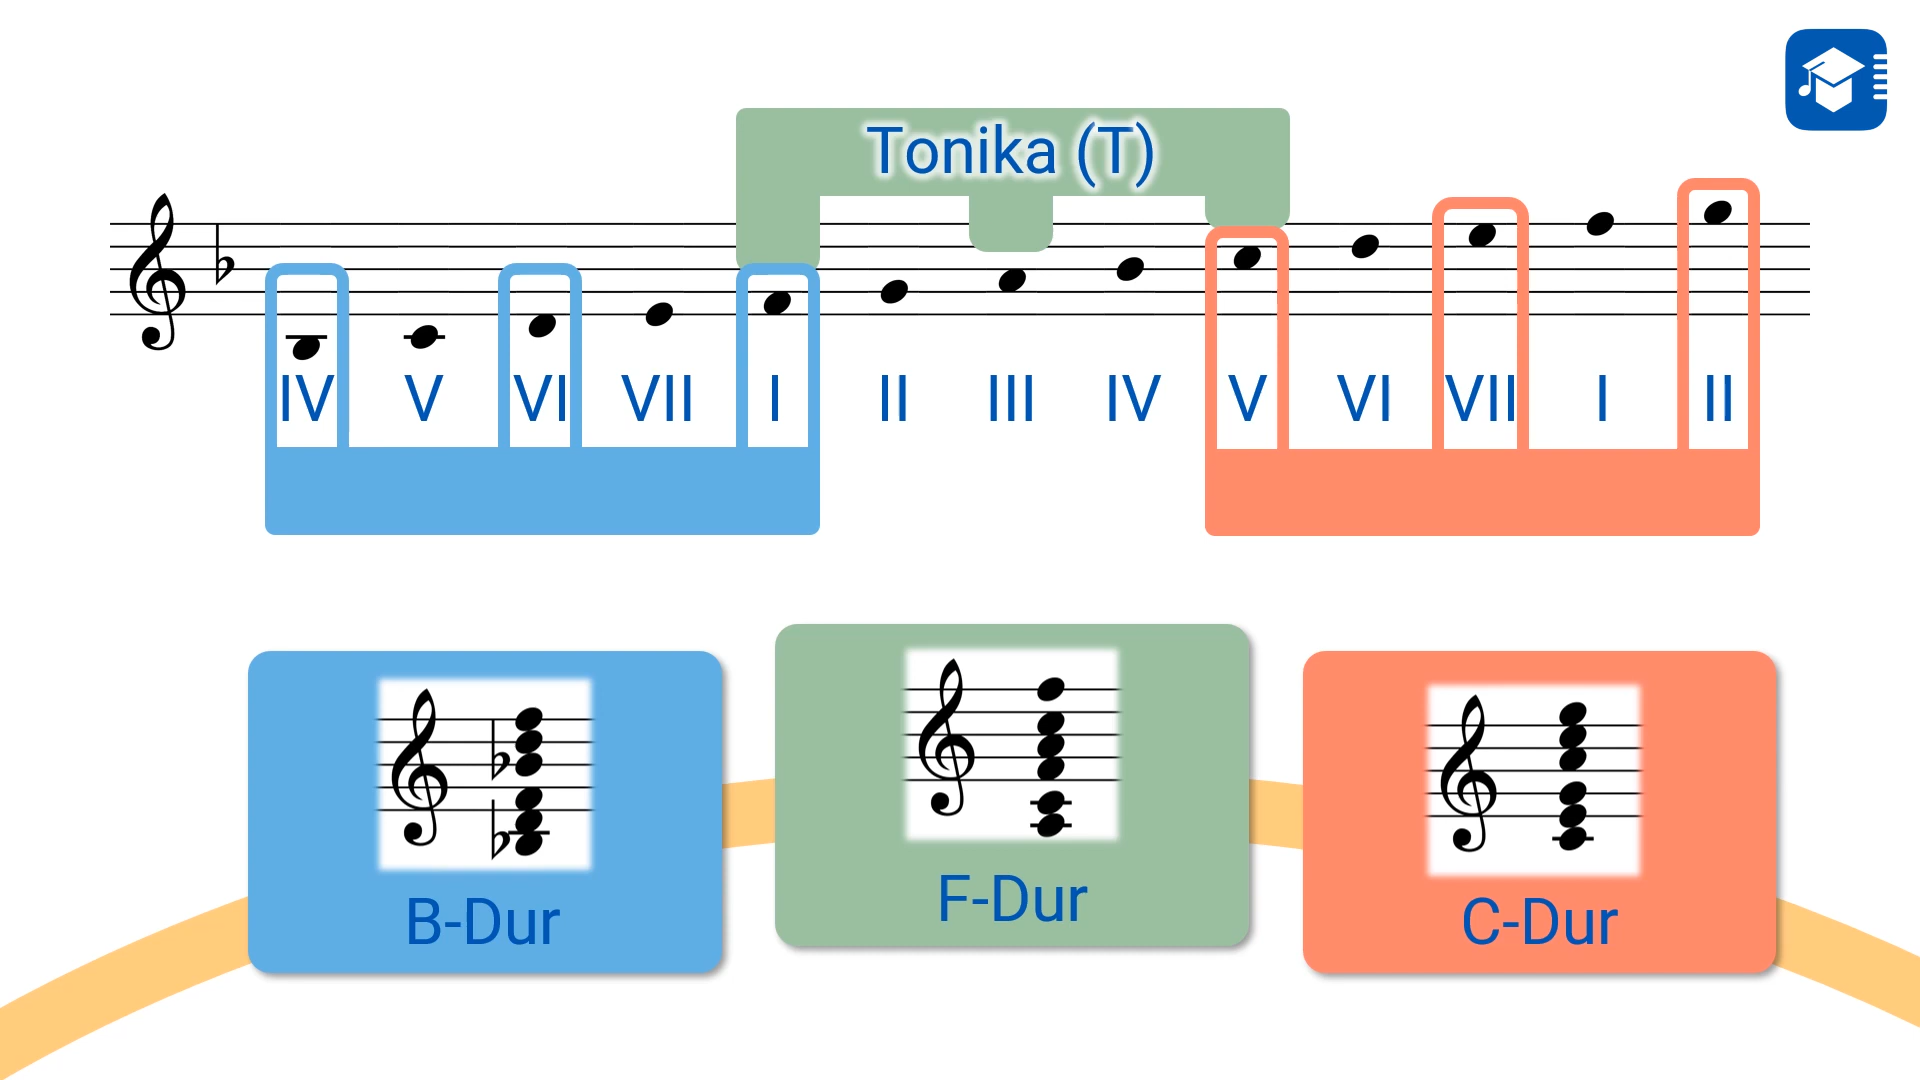 Tonika (T)
IV V VI VII I II III IV V VI VII I II
B-Dur
F-Dur
C-Dur